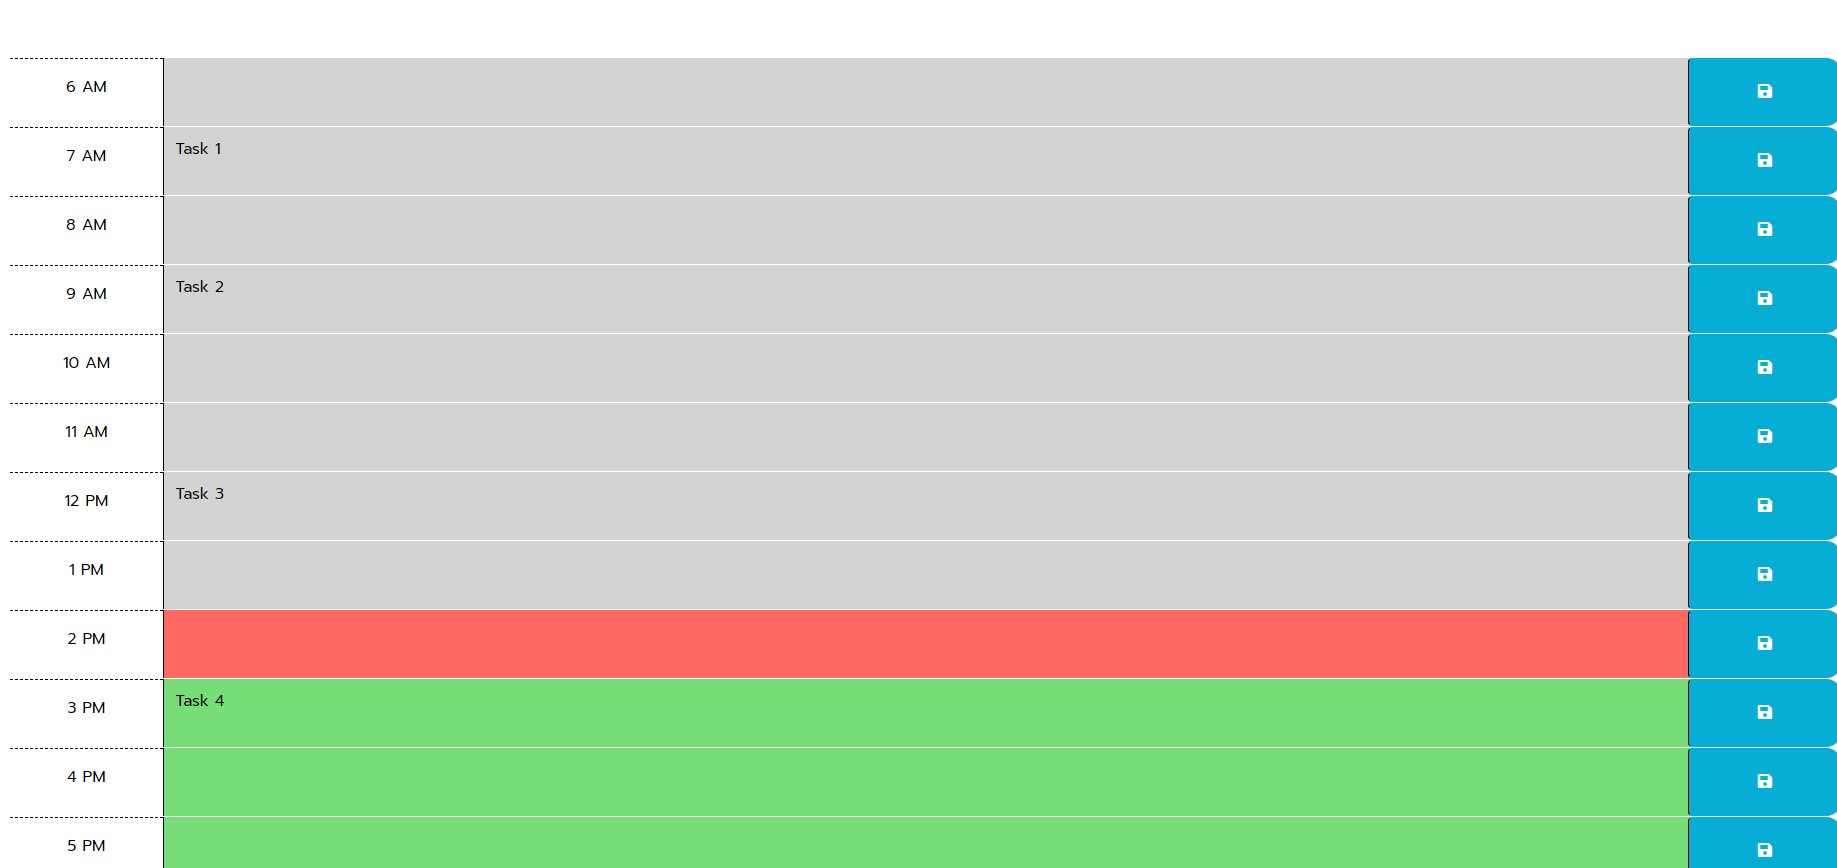 6 AM
7 AM Task 1
8 AM
9 AM Task 2
10 AM
11 AM
12 PM Task 3
1 PM
2 PM
3 PM Task 4
4 PM
5 PM